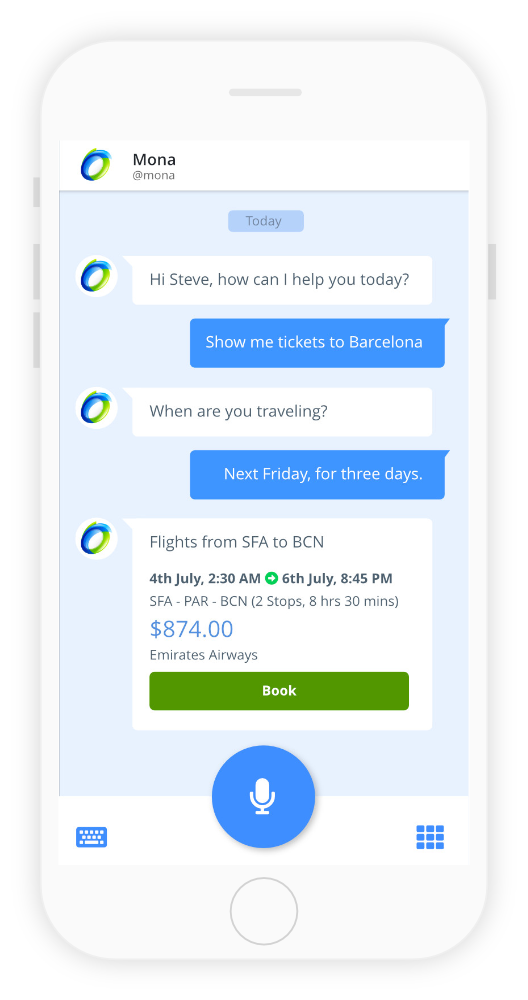 Mona
@mona
Today
Hi Steve, how can I help you today?
Show me tickets to Barcelona
When are you traveling?
Next Friday, for three days.
Flights from SFA to BCN
4th July, 2:30 AM → 6th July, 8:45 PM
SFA - PAR - BCN (2 Stops, 8 hrs 30 mins)
$874.00
Emirates Airways
Book